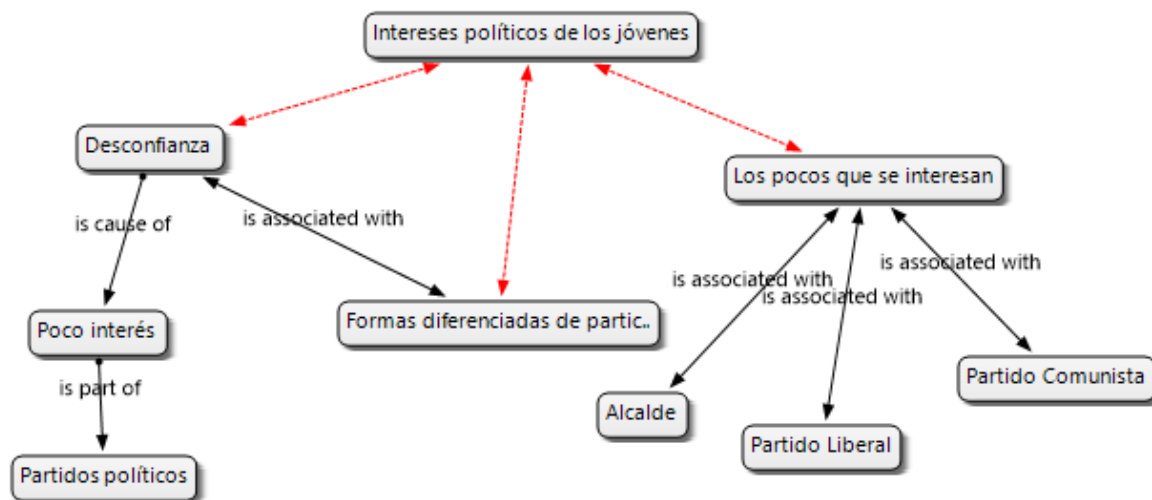 Intereses políticos de los jóvenes
Desconfianza
Los pocos que se interesan
is cause of
is associated with
is associated with
is associated with
is associated with
Poco interés
Formas diferenciadas de partic..
is part of
Partido Comunista
Alcalde
Partido Liberal
Partidos políticos